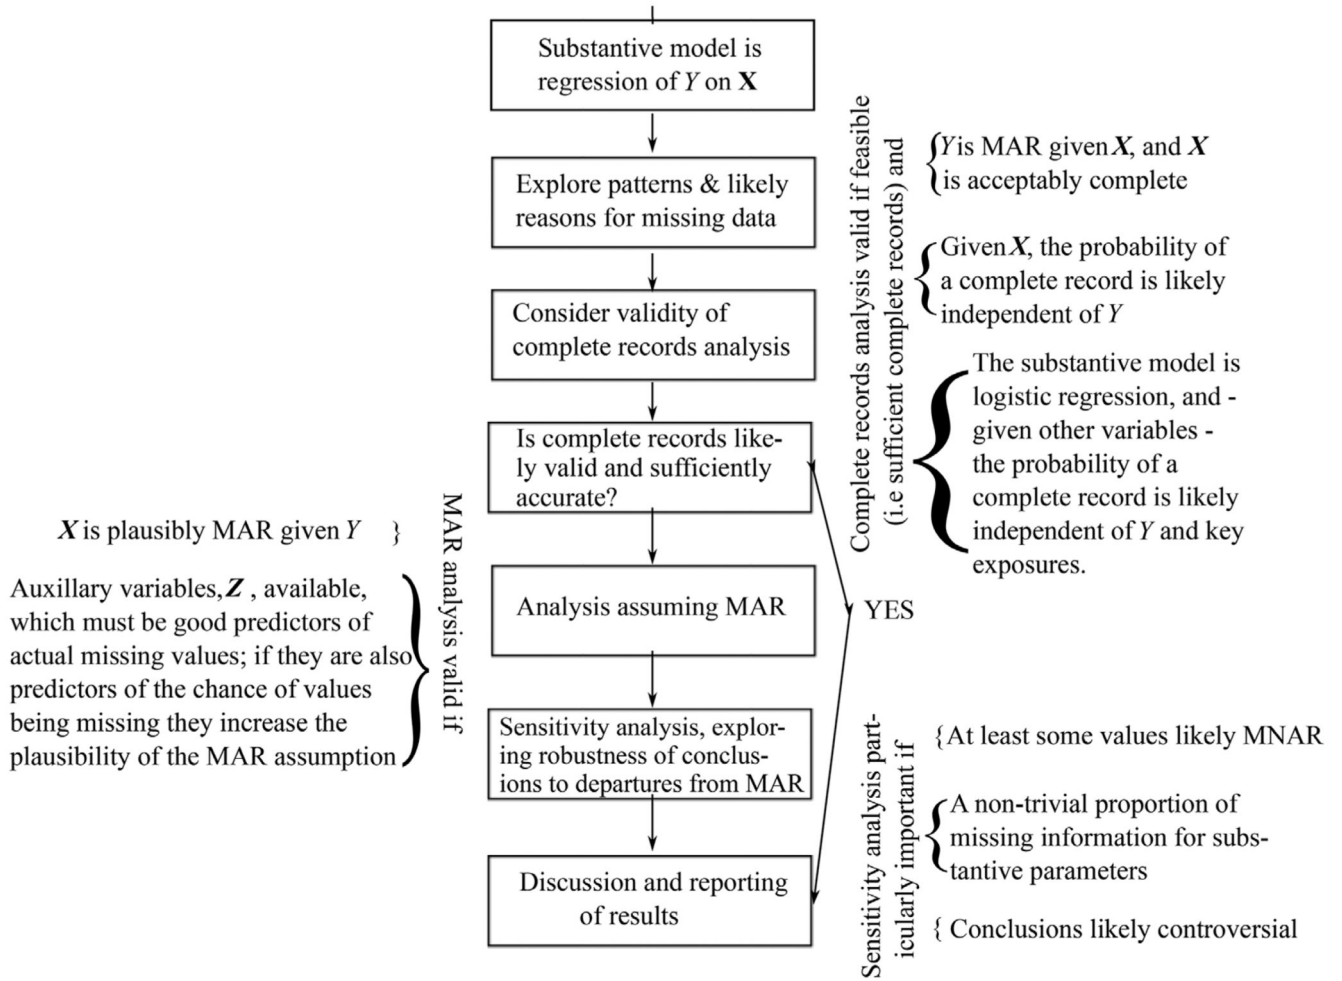 Substantive model is
regression of Y on X
Explore patterns & likely
reasons for missing data
Consider validity of
complete records analysis
Is complete records like-
ly valid and sufficiently
accurate?
Analysis assuming MAR
Sensitivity analysis, explor-
ing robustness of conclus-
ions to departures from MAR
Discussion and reporting
of results
YES
Complete records analysis valid if feasible
(i.e sufficient complete records) and
{Y is MAR given X, and X
is acceptably complete
{Given X, the probability of
a complete record is likely
independent of Y
{The substantive model is
logistic regression, and -
given other variables -
the probability of a
complete record is likely
independent of Y and key
exposures.
MAR analysis valid if
X is plausibly MAR given Y }
Auxillary variables, Z , available,
which must be good predictors of
actual missing values; if they are also
predictors of the chance of values
being missing they increase the
plausibility of the MAR assumption}
Sensitivity analysis part-
icularly important if
{At least some values likely MNAR
{A non-trivial proportion of
missing information for subs-
tantive parameters
{ Conclusions likely controversial